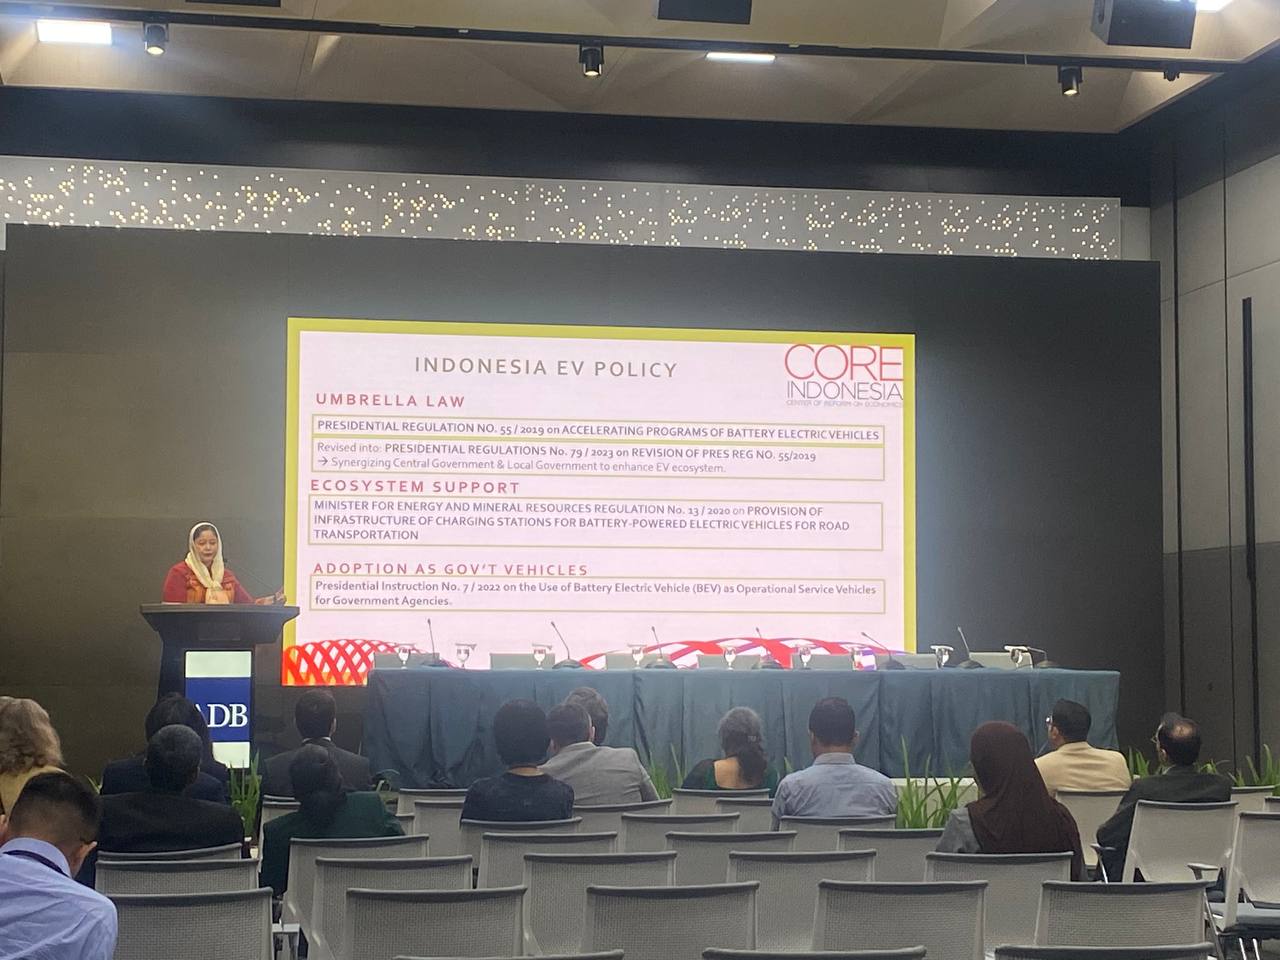 INDONESIA EV POLICY
CORE
INDONESIA
CENTER OF REFORM ON ECONOMICS
UMBRELLA LAW
PRESIDENTIAL REGULATION NO. 55 / 2019 on ACCELERATING PROGRAMS OF BATTERY ELECTRIC VEHICLES
Revised into: PRESIDENTIAL REGULATIONS No. 79 / 2023 on REVISION OF PRES REG NO. 55/2019
→ Synergizing Central Government & Local Government to enhance EV ecosystem.
ECOSYSTEM SUPPORT
MINISTER FOR ENERGY AND MINERAL RESOURCES REGULATION No. 13 / 2020 on PROVISION OF
INFRASTRUCTURE OF CHARGING STATIONS FOR BATTERY-POWERED ELECTRIC VEHICLES FOR ROAD
TRANSPORTATION
ADOPTION AS GOV'T VEHICLES
Presidential Instruction No. 7 / 2022 on the Use of Battery Electric Vehicle (BEV) as Operational Service Vehicles
for Government Agencies.
ADB